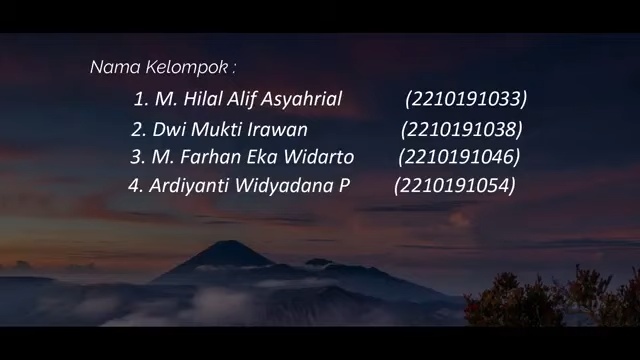 Nama Kelompok :
1. M. Hilal Alif Asyahrial (2210191033)
2. Dwi Mukti Irawan (2210191038)
3. M. Farhan Eka Widarto (2210191046)
4. Ardiyanti Widyadana P (2210191054)